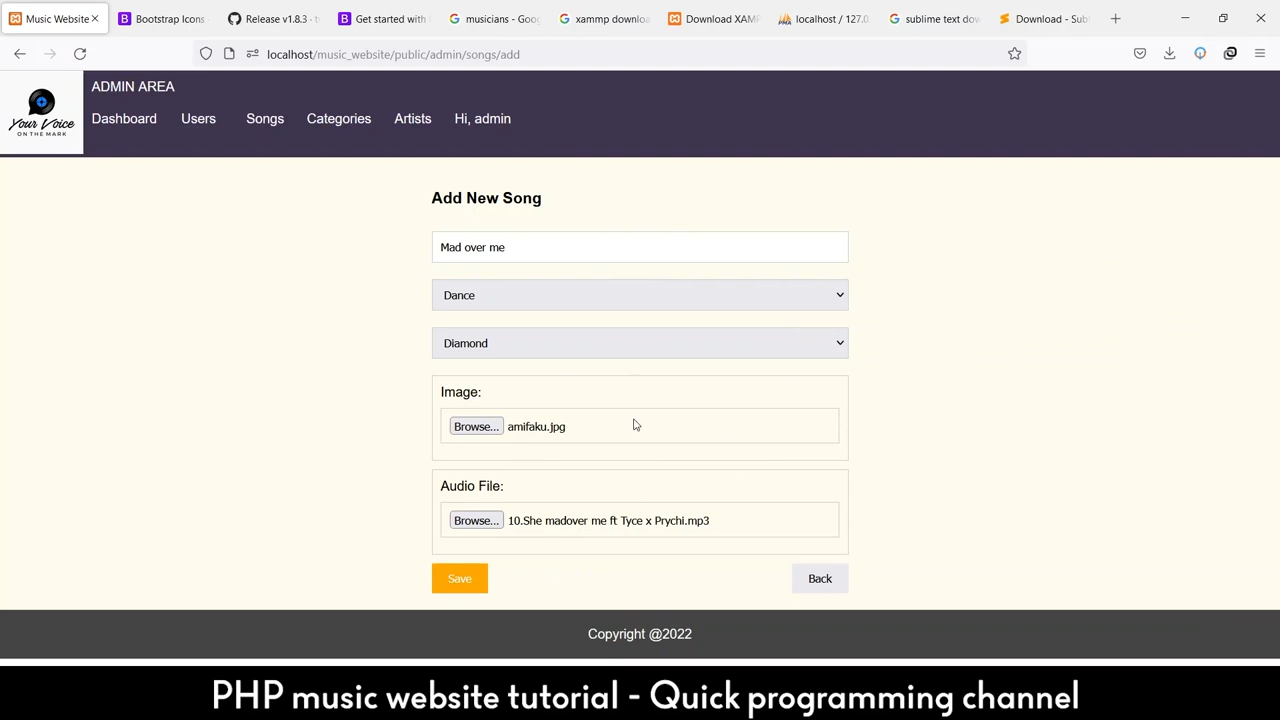 Music Website
Bootstrap Icons
Release v1.8.3 ·
Get started with
musicians - Goo
xammp downlo
Download XAM
localhost / 127.0
sublime text dow
Download - Sub
localhost/music_website/public/admin/songs/add
Your Voice
ON THE MARK
ADMIN AREA
Dashboard Users Songs Categories Artists Hi, admin
Add New Song
Mad over me
Dance
Diamond
Image:
Browse... amifaku.jpg
Audio File:
Browse... 10.She madover me ft Tyce x Prychi.mp3
Save Back
Copyright @2022
PHP music website tutorial - Quick programming channel